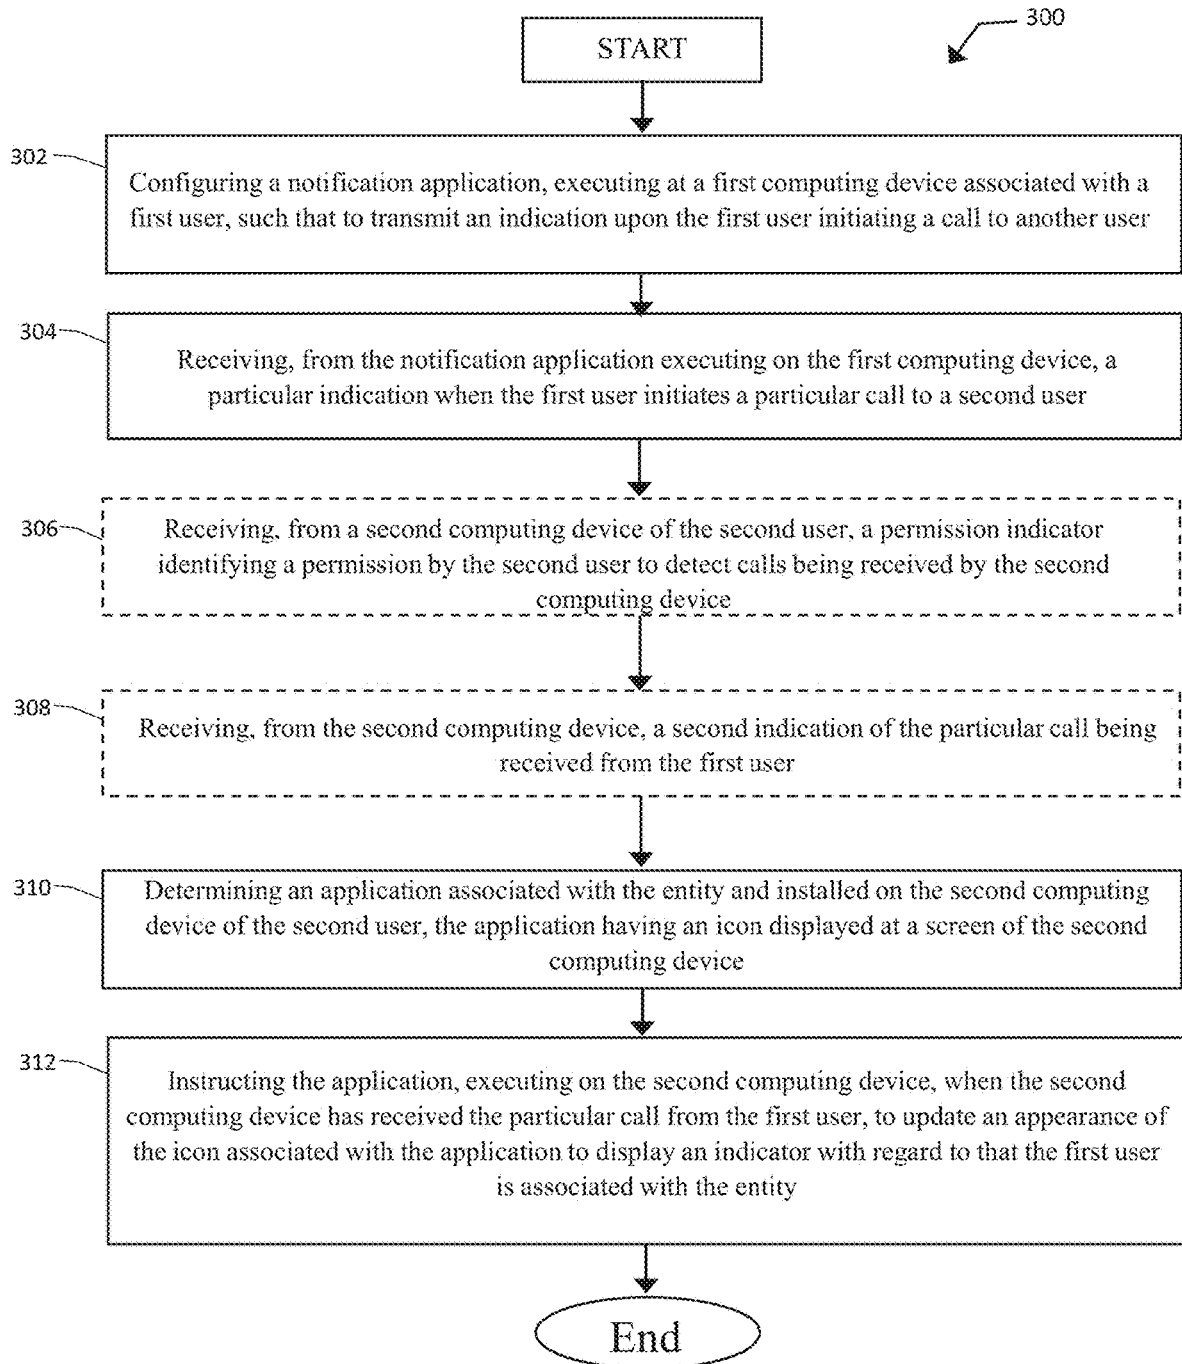 300
START
302
Configuring a notification application, executing at a first computing device associated with a
first user, such that to transmit an indication upon the first user initiating a call to another user
304
Receiving, from the notification application executing on the first computing device, a
particular indication when the first user initiates a particular call to a second user
306
Receiving, from a second computing device of the second user, a permission indicator
identifying a permission by the second user to detect calls being received by the second
computing device
308
Receiving, from the second computing device, a second indication of the particular call being
received from the first user
310
Determining an application associated with the entity and installed on the second computing
device of the second user, the application having an icon displayed at a screen of the second
computing device
312
Instructing the application, executing on the second computing device, when the second
computing device has received the particular call from the first user, to update an appearance of
the icon associated with the application to display an indicator with regard to that the first user
is associated with the entity
End